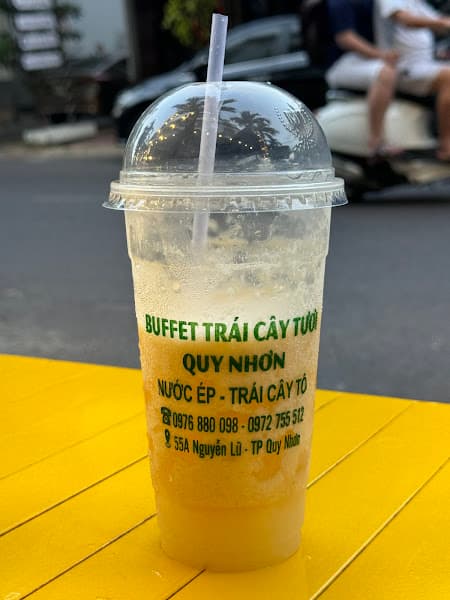 BUFFET TRÁI CÂY TƯƠI
QUY NHƠN
NƯỚC ÉP - TRÁI CÂY TÔ
0976 880 098 - 0972 755 512
55A Nguyễn Lữ - TP Quy Nhơn